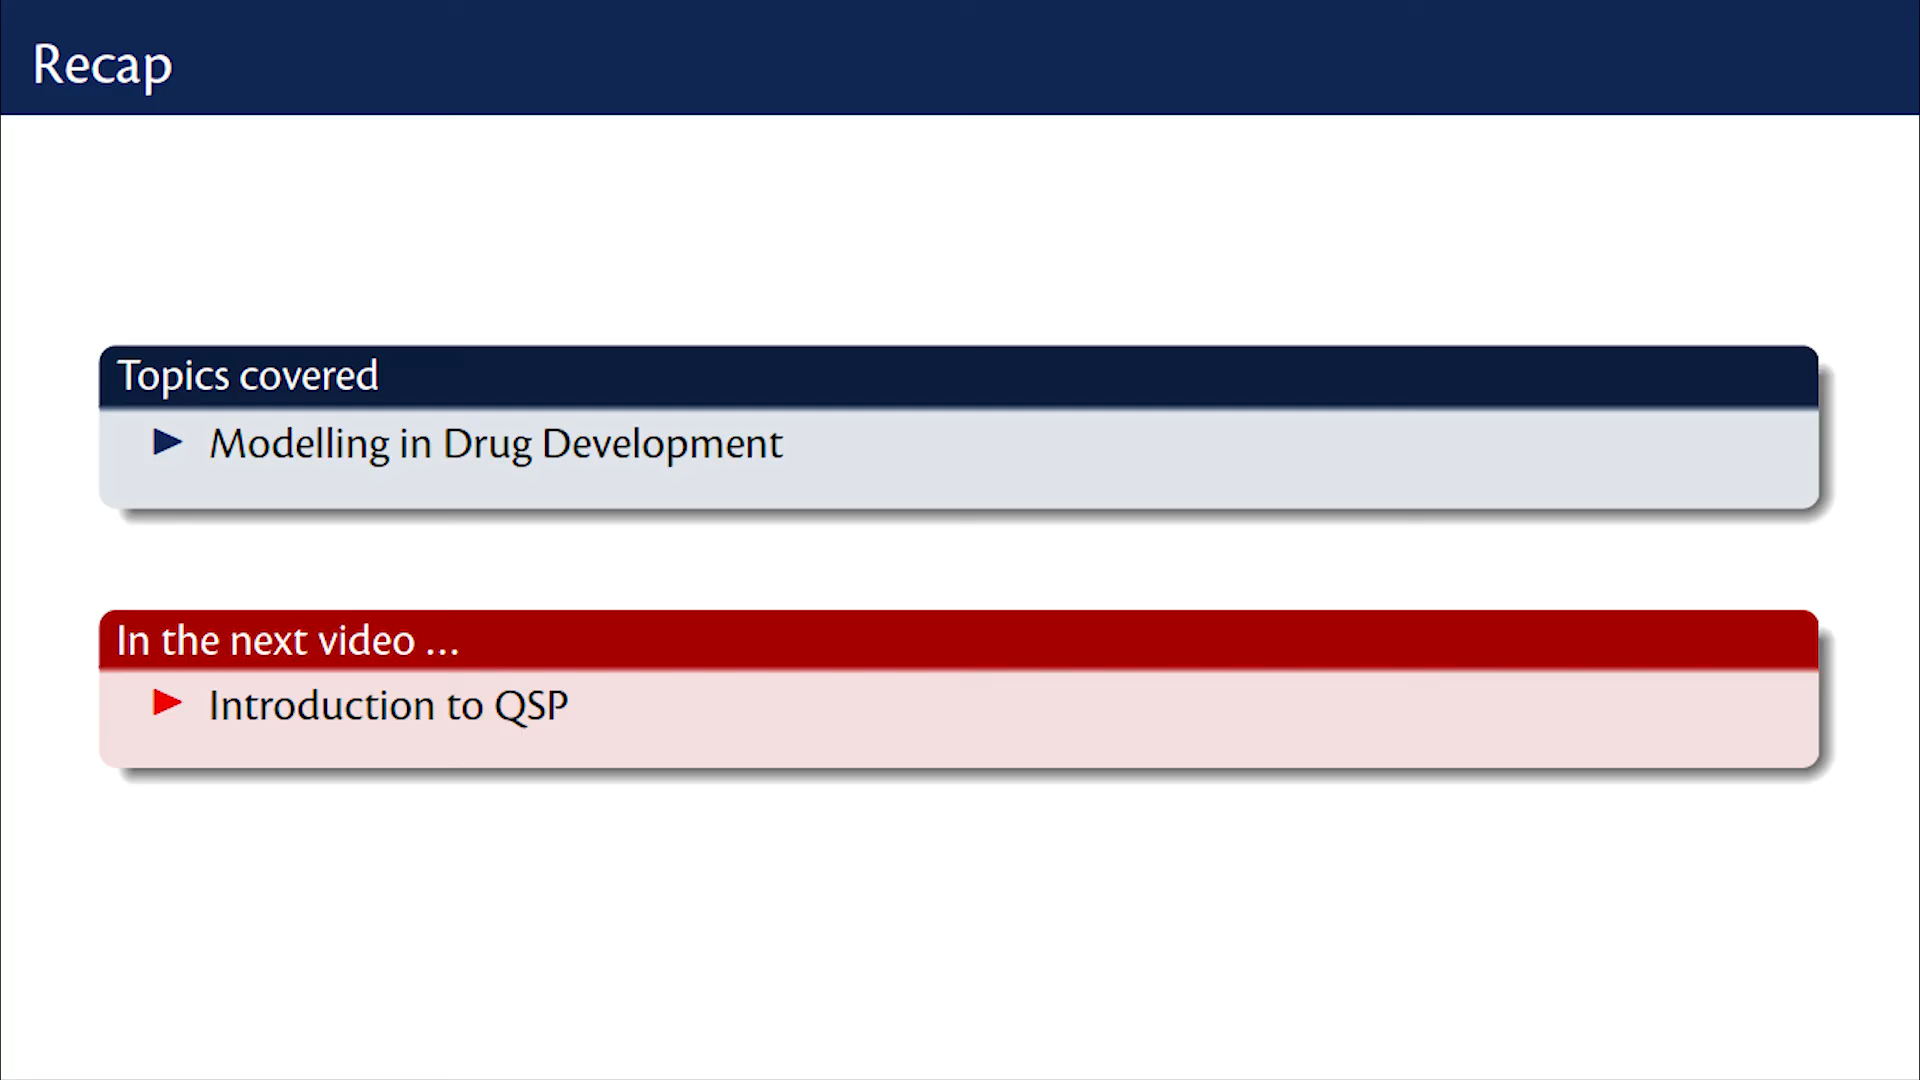 Recap
Topics covered
Modelling in Drug Development
In the next video ...
Introduction to QSP